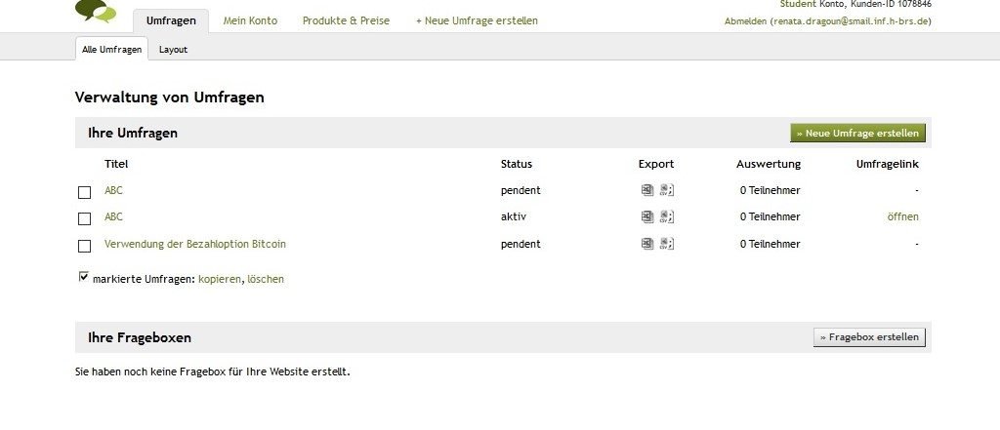 Student Konto, Kunden-ID 1078846
Umfragen Mein Konto Produkte & Preise + Neue Umfrage erstellen
Abmelden (renata.dragoun@smail.inf.h-brs.de)
Alle Umfragen Layout
Verwaltung von Umfragen
Ihre Umfragen » Neue Umfrage erstellen
Titel Status Export Auswertung Umfragelink
ABC pendent 0 Teilnehmer -
ABC aktiv 0 Teilnehmer öffnen
Verwendung der Bezahloption Bitcoin pendent 0 Teilnehmer -
markierte Umfragen: kopieren, löschen
Ihre Frageboxen » Fragebox erstellen
Sie haben noch keine Fragebox für Ihre Website erstellt.